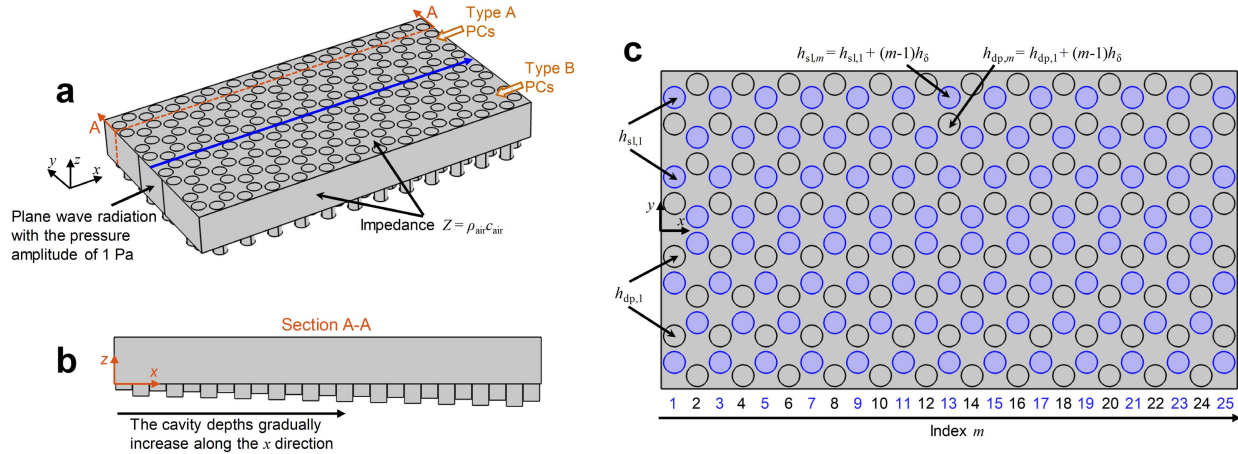 a
A
Type A
PCs
Type B
PCs
A
y
z
x
Plane wave radiation
with the pressure
amplitude of 1 Pa
Impedance Z = ρairCair
b
Section A-A
z
x
The cavity depths gradually
increase along the x direction
c
hsl,m = hsl,1 + (m-1)hδ
hdp,m = hdp,1 + (m-1)hδ
hsl,1
y
x
hdp,1
1 2 3 4 5 6 7 8 9 10 11 12 13 14 15 16 17 18 19 20 21 22 23 24 25
Index m